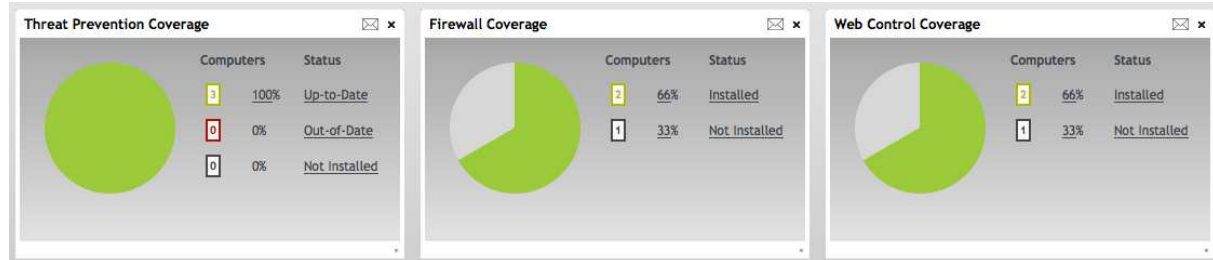 Threat Prevention Coverage
Computers Status
3 100% Up-to-Date
0 0% Out-of-Date
0 0% Not Installed
Firewall Coverage
Computers Status
2 66% Installed
1 33% Not Installed
Web Control Coverage
Computers Status
2 66% Installed
1 33% Not Installed